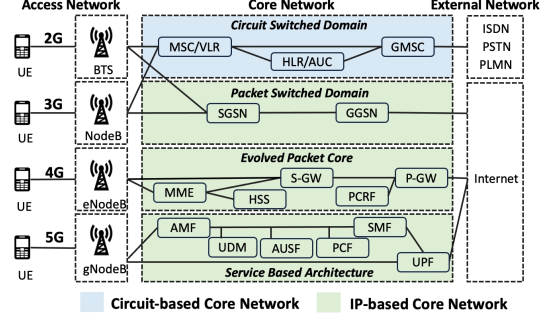 Access Network Core Network External Network
Circuit Switched Domain
2G MSC/VLR GMSC ISDN
HLR/AUC PSTN
UE BTS PLMN
Packet Switched Domain
3G SGSN GGSN
UE NodeB
Evolved Packet Core
4G S-GW P-GW Internet
MME HSS PCRF
UE eNodeB
5G AMF SMF
UDM AUSF PCF
UE gNodeB UPF
Service Based Architecture
Circuit-based Core Network IP-based Core Network